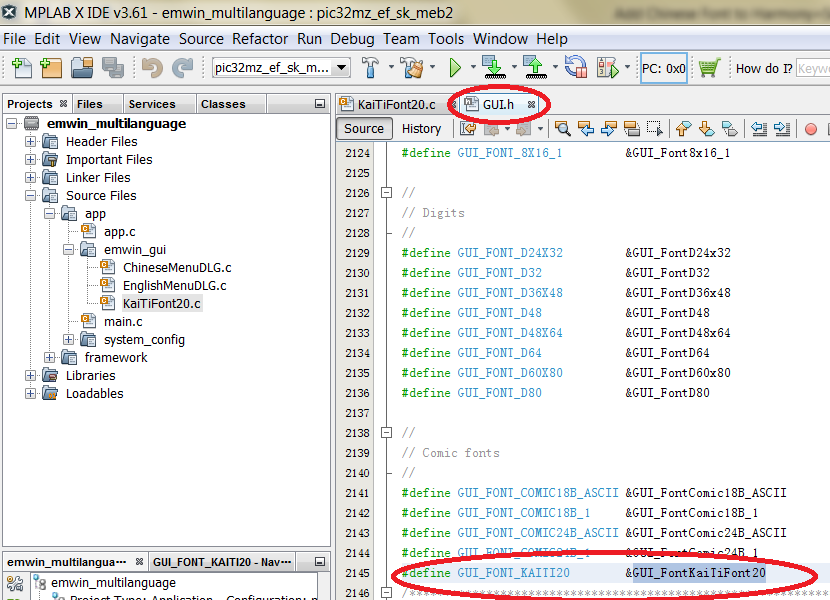 MPLAB X IDE v3.61 - emwin_multilanguage : pic32mz_ef_sk_meb2
File Edit View Navigate Source Refactor Run Debug Team Tools Window Help
pic32mz_ef_sk_m... PC: 0x0 How do I?
Projects Files Services Classes
KaiTiFont20.c GUI.h
emwin_multilanguage
Header Files
Important Files
Linker Files
Source Files
app
app.c
emwin_gui
ChineseMenuDLG.c
EnglishMenuDLG.c
KaiTiFont20.c
main.c
system_config
framework
Libraries
Loadables
emwin_multilangua··· GUI_FONT_KAITI20 - Nav···
emwin_multilanguage
Source History
2124 #define GUI_FONT_8X16_1 &GUI_Font8x16_1
2125
2126 //
2127 // Digits
2128 //
2129 #define GUI_FONT_D24X32 &GUI_FontD24x32
2130 #define GUI_FONT_D32 &GUI_FontD32
2131 #define GUI_FONT_D36X48 &GUI_FontD36x48
2132 #define GUI_FONT_D48 &GUI_FontD48
2133 #define GUI_FONT_D48X64 &GUI_FontD48x64
2134 #define GUI_FONT_D64 &GUI_FontD64
2135 #define GUI_FONT_D60X80 &GUI_FontD60x80
2136 #define GUI_FONT_D80 &GUI_FontD80
2137
2138 //
2139 // Comic fonts
2140 //
2141 #define GUI_FONT_COMIC18B_ASCII &GUI_FontComic18B_ASCII
2142 #define GUI_FONT_COMIC18B_1 &GUI_FontComic18B_1
2143 #define GUI_FONT_COMIC24B_ASCII &GUI_FontComic24B_ASCII
2144 #define GUI_FONT_COMIC24B_1 &GUI_FontComic24B_1
2145 #define GUI_FONT_KAITI20 &GUI_FontKaiTiFont20
2146